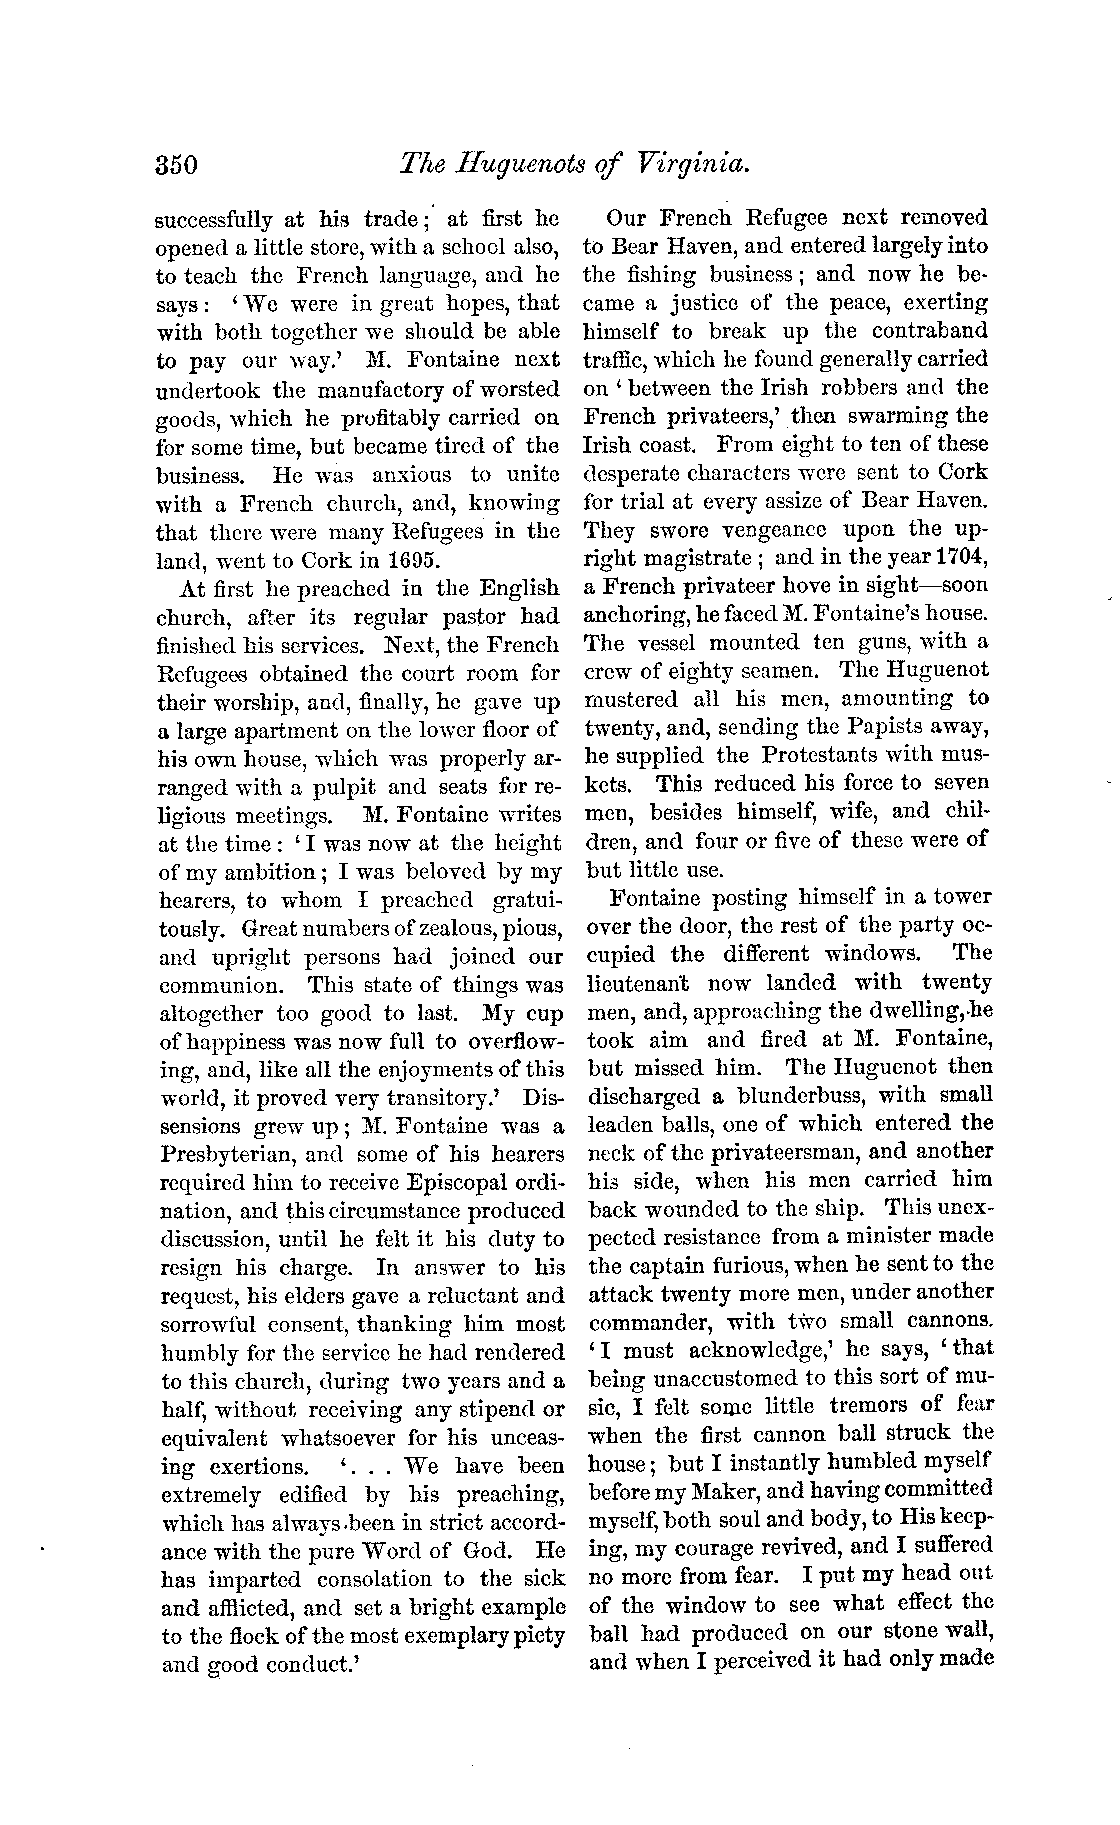 350 The Huguenots of Virginia.
successfully at his trade; at first he
opened a little store, with a school also,
to teach the French language, and he
says: ‘We were in great hopes, that
with both together we should be able
to pay our way.’ M. Fontaine next
undertook the manufactory of worsted
goods, which he profitably carried on
for some time, but became tired of the
business. He was anxious to unite
with a French church, and, knowing
that there were many Refugees in the
land, went to Cork in 1695.
At first he preached in the English
church, after its regular pastor had
finished his services. Next, the French
Refugees obtained the court room for
their worship, and, finally, he gave up
a large apartment on the lower floor of
his own house, which was properly ar-
ranged with a pulpit and seats for re-
ligious meetings. M. Fontaine writes
at the time: ‘I was now at the height
of my ambition; I was beloved by my
hearers, to whom I preached gratui-
tously. Great numbers of zealous, pious,
and upright persons had joined our
communion. This state of things was
altogether too good to last. My cup
of happiness was now full to overflow-
ing, and, like all the enjoyments of this
world, it proved very transitory.’ Dis-
sensions grew up; M. Fontaine was a
Presbyterian, and some of his hearers
required him to receive Episcopal ordi-
nation, and this circumstance produced
discussion, until he felt it his duty to
resign his charge. In answer to his
request, his elders gave a reluctant and
sorrowful consent, thanking him most
humbly for the service he had rendered
to this church, during two years and a
half, without receiving any stipend or
equivalent whatsoever for his unceas-
ing exertions. ‘. . . We have been
extremely edified by his preaching,
which has always been in strict accord-
ance with the pure Word of God. He
has imparted consolation to the sick
and afflicted, and set a bright example
to the flock of the most exemplary piety
and good conduct.’
Our French Refugee next removed
to Bear Haven, and entered largely into
the fishing business; and now he be-
came a justice of the peace, exerting
himself to break up the contraband
traffic, which he found generally carried
on ‘between the Irish robbers and the
French privateers,’ then swarming the
Irish coast. From eight to ten of these
desperate characters were sent to Cork
for trial at every assize of Bear Haven.
They swore vengeance upon the up-
right magistrate; and in the year 1704,
a French privateer hove in sight—soon
anchoring, he faced M. Fontaine's house.
The vessel mounted ten guns, with a
crew of eighty seamen. The Huguenot
mustered all his men, amounting to
twenty, and, sending the Papists away,
he supplied the Protestants with mus-
kets. This reduced his force to seven
men, besides himself, wife, and chil-
dren, and four or five of these were of
but little use.
Fontaine posting himself in a tower
over the door, the rest of the party oc-
cupied the different windows. The
lieutenant now landed with twenty
men, and, approaching the dwelling, he
took aim and fired at M. Fontaine,
but missed him. The Huguenot then
discharged a blunderbuss, with small
leaden balls, one of which entered the
neck of the privateersman, and another
his side, when his men carried him
back wounded to the ship. This unex-
pected resistance from a minister made
the captain furious, when he sent to the
attack twenty more men, under another
commander, with two small cannons.
‘I must acknowledge,’ he says, ‘that
being unaccustomed to this sort of mu-
sic, I felt some little tremors of fear
when the first cannon ball struck the
house; but I instantly humbled myself
before my Maker, and having committed
myself, both soul and body, to His keep-
ing, my courage revived, and I suffered
no more from fear. I put my head out
of the window to see what effect the
ball had produced on our stone wall,
and when I perceived it had only made